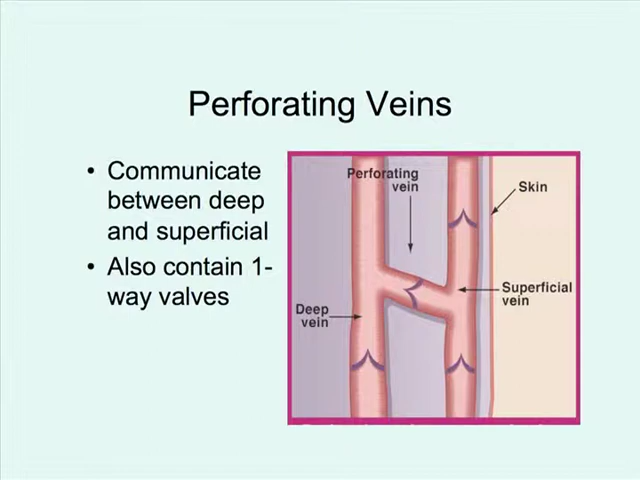 Perforating Veins
• Communicate
between deep
and superficial
• Also contain 1-
way valves
Perforating
vein
Skin
Superficial
vein
Deep
vein